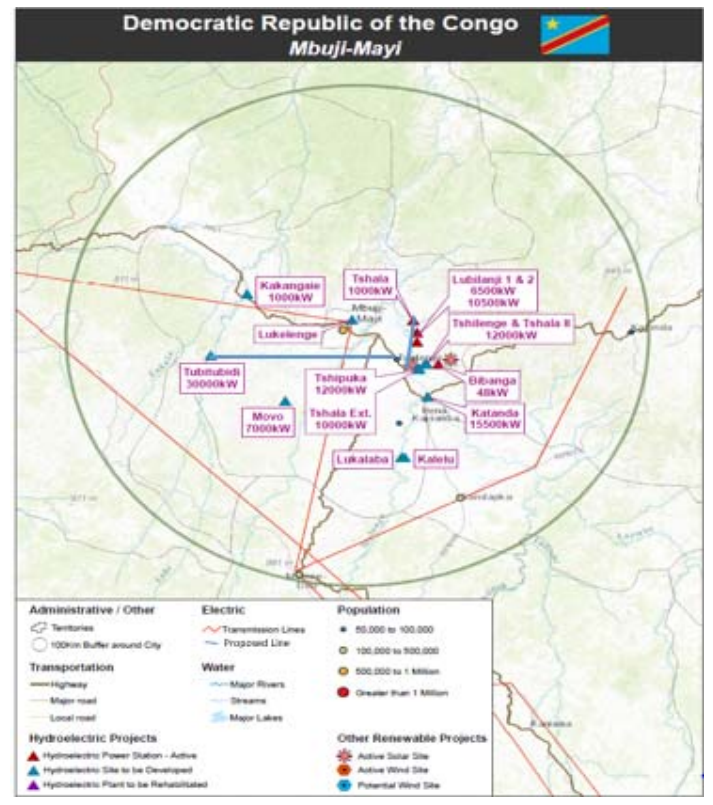 Democratic Republic of the Congo
Mbuji-Mayi
Kakangaie
1000kW
Tshala
1000kW
Lubilanji 1 & 2
6500kW
10500kW
Mbuji-
Mayi
Lukelenge
Tshilenge & Tshala II
12000kW
Tubitubidi
30000kW
Tshipuka
12000kW
Bibanga
48kW
Movo
7000kW
Tshala Ext.
10000kW
Katanda
15500kW
Lukalaba
Kalelu
Administrative / Other
Territories
100Km Buffer around City
Electric
Transmission Lines
Proposed Line
Population
50,000 to 100,000
100,000 to 500,000
500,000 to 1 Million
Greater than 1 Million
Transportation
Highway
Major road
Local road
Water
Major Rivers
Streams
Major Lakes
Hydroelectric Projects
Hydroelectric Power Station - Active
Hydroelectric Site to be Developed
Hydroelectric Plant to be Rehabilitated
Other Renewable Projects
Active Solar Site
Active Wind Site
Potential Wind Site